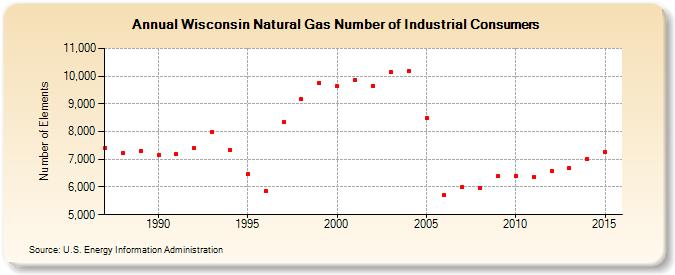 Annual Wisconsin Natural Gas Number of Industrial Consumers
Number of Elements
11,000
10,000
9,000
8,000
7,000
6,000
5,000
1990 1995 2000 2005 2010 2015
Source: U.S. Energy Information Administration